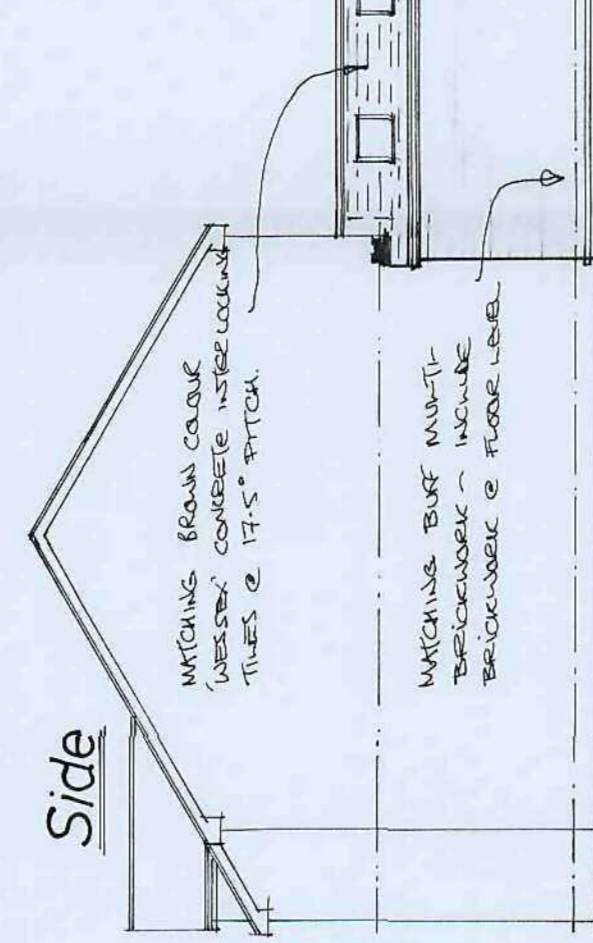 Side
MATCHING BROWN COLOUR
'WESSEX' CONCRETE INTERLOCKING
TILES @ 17.5° PITCH.
MATCHING BUFF MULTI-
BRICKWORK - INCLUDE
BRICKWORK @ FLOOR LEVEL